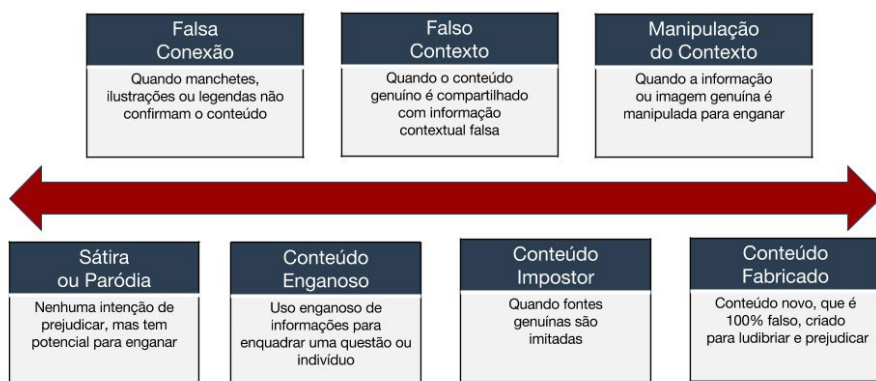 Falsa
Conexão
Quando manchetes,
ilustrações ou legendas não
confirmam o conteúdo
Falso
Contexto
Quando o conteúdo
genuíno é compartilhado
com informação
contextual falsa
Manipulação
do Contexto
Quando a informação
ou imagem genuína é
manipulada para enganar
Sátira
ou Paródia
Nenhuma intenção de
prejudicar, mas tem
potencial para enganar
Conteúdo
Enganoso
Uso enganoso de
informações para
enquadrar uma questão ou
indivíduo
Conteúdo
Impostor
Quando fontes
genuínas são
imitadas
Conteúdo
Fabricado
Conteúdo novo, que é
100% falso, criado
para ludibriar e prejudicar